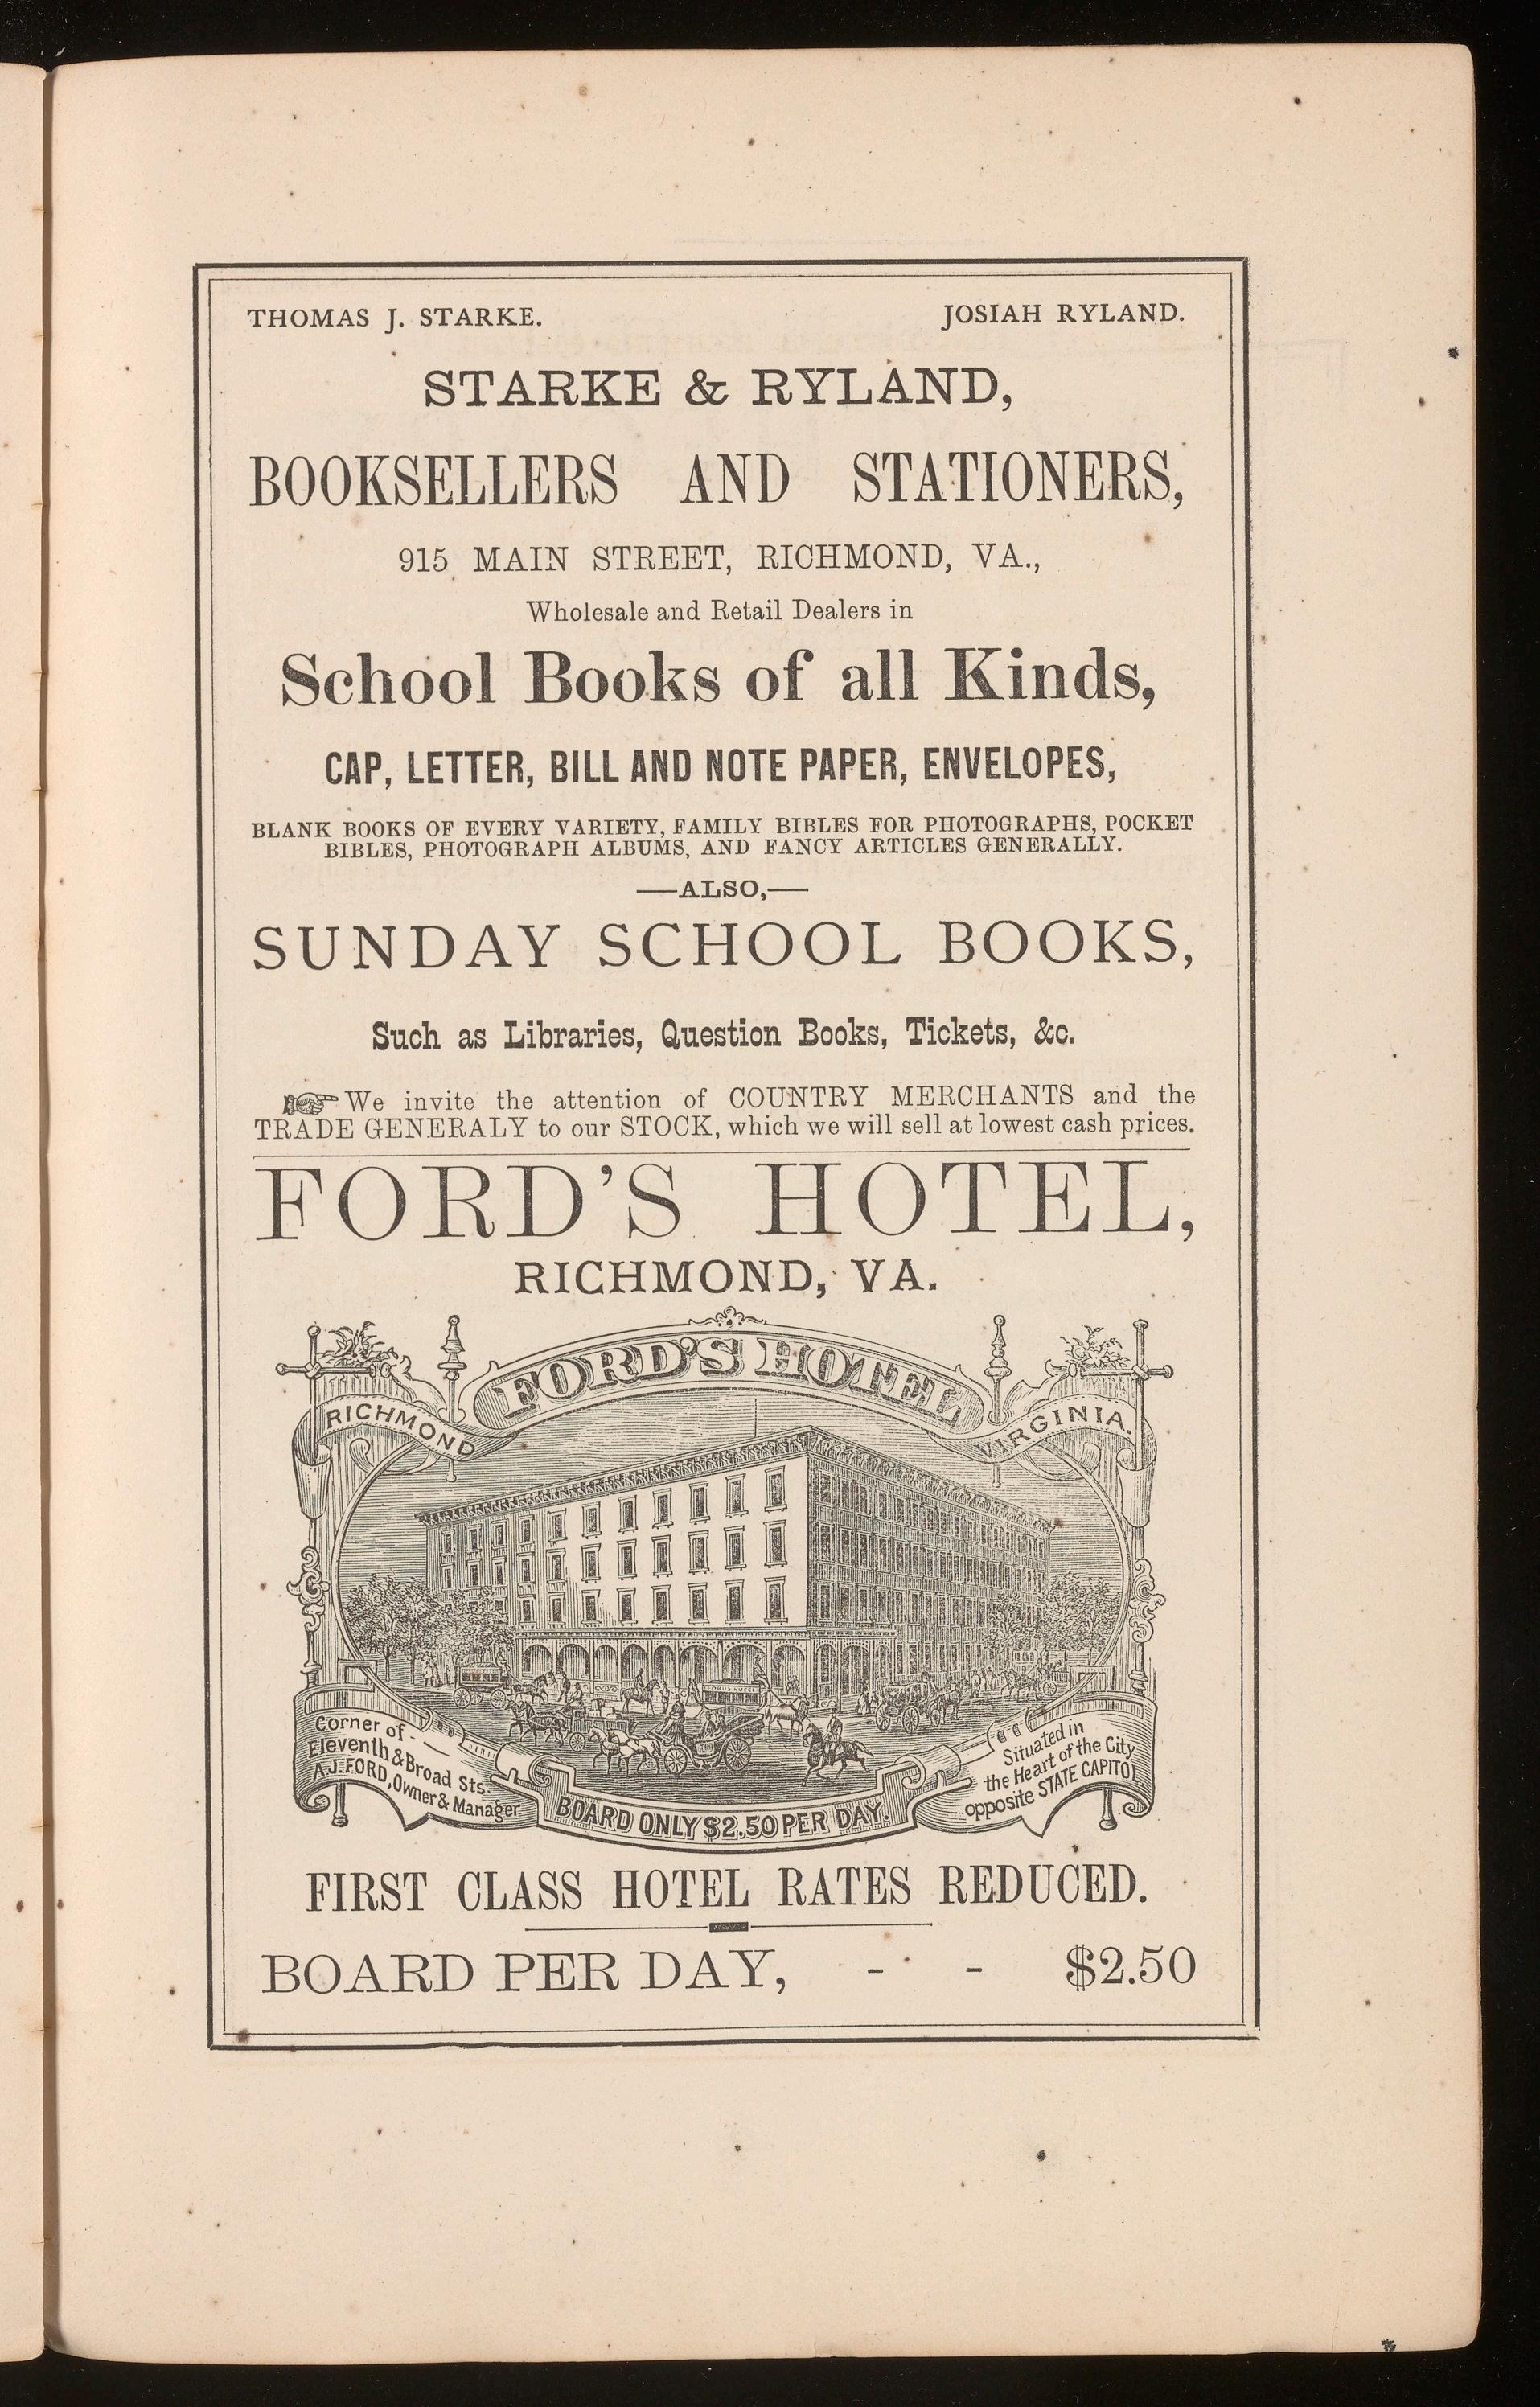 THOMAS J. STARKE. JOSIAH RYLAND.
STARKE & RYLAND,
BOOKSELLERS AND STATIONERS,
915 MAIN STREET, RICHMOND, VA.,
Wholesale and Retail Dealers in
School Books of all Kinds,
CAP, LETTER, BILL AND NOTE PAPER, ENVELOPES,
BLANK BOOKS OF EVERY VARIETY, FAMILY BIBLES FOR PHOTOGRAPHS, POCKET
BIBLES, PHOTOGRAPH ALBUMS, AND FANCY ARTICLES GENERALLY.
—ALSO,—
SUNDAY SCHOOL BOOKS,
Such as Libraries, Question Books, Tickets, &c.
☞ We invite the attention of COUNTRY MERCHANTS and the
TRADE GENERALY to our STOCK, which we will sell at lowest cash prices.
FORD'S HOTEL,
RICHMOND, VA.
FORD'S HOTEL
RICHMOND
VIRGINIA.
Corner of
Eleventh & Broad Sts.
A.J. FORD, Owner & Manager
BOARD ONLY $2.50 PER DAY.
Situated in
the Heart of the City
opposite STATE CAPITOL
FIRST CLASS HOTEL RATES REDUCED.
BOARD PER DAY, - - $2.50